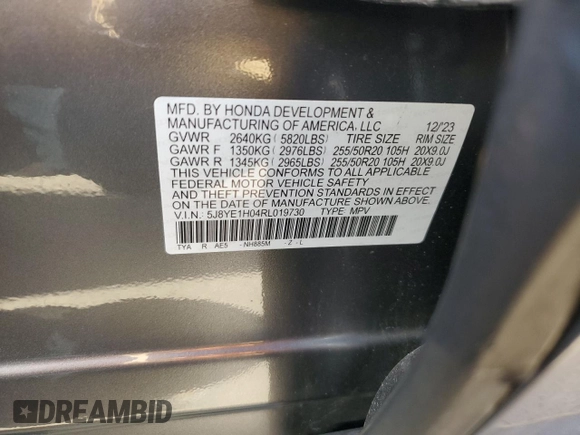 MFD. BY HONDA DEVELOPMENT &
MANUFACTURING OF AMERICA, LLC 12/'23
GVWR 2640KG (5820LBS) TIRE SIZE RIM SIZE
GAWR F 1350KG (2976LBS) 255/50R20 105H 20X9.0J
GAWR R 1345KG (2965LBS) 255/50R20 105H 20X9.0J
THIS VEHICLE CONFORMS TO ALL APPLICABLE
FEDERAL MOTOR VEHICLE SAFETY
AND THEFT PREVENTION STANDARDS IN EFFECT
ON THE DATE OF MANUFACTURE SHOWN ABOVE.
V.I.N.: 5J8YE1H04RL019730 TYPE MPV
TYA R AE5 -NH885M -Z-L
DREAMBID